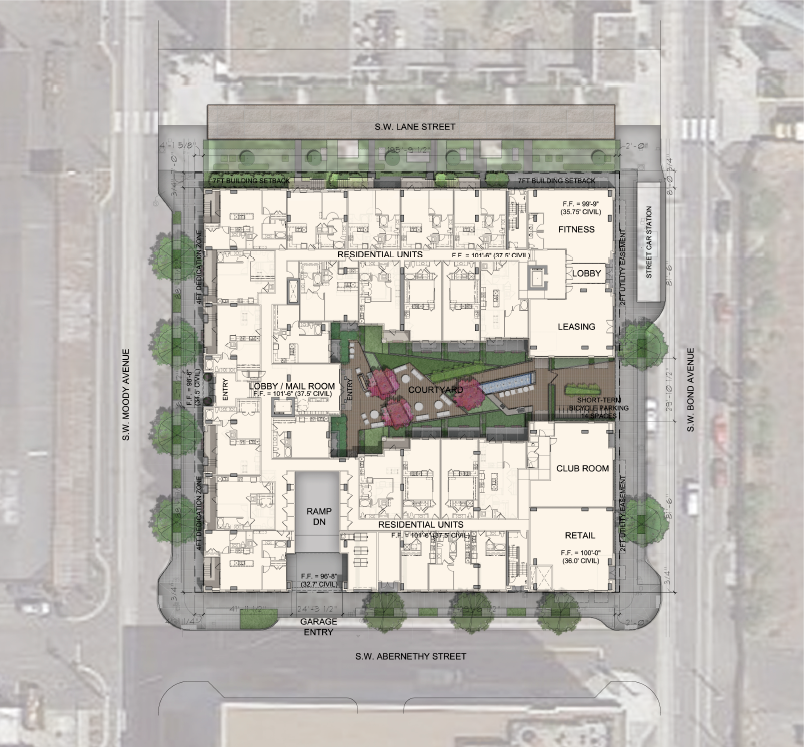 S.W. LANE STREET
7FT BUILDING SETBACK
7FT BUILDING SETBACK
F.F. = 99'-9"
(35.75' CIVIL)
FITNESS
STREET CAR STATION
4FT DEDICATION ZONE
RESIDENTIAL UNITS
F.F. = 101'-6" (37.5' CIVIL)
2FT UTILITY EASEMENT
LOBBY
LEASING
S.W. MOODY AVENUE
ENTRY
LOBBY / MAIL ROOM
F.F. = 101'-6" (37.5' CIVIL)
ENTRY
COURTYARD
SHORT-TERM
BICYCLE PARKING
SPACES
S.W. BOND AVENUE
CLUB ROOM
4FT DEDICATION ZONE
RAMP
DN
RESIDENTIAL UNITS
F.F. = 101'-6" (37.5' CIVIL)
2FT UTILITY EASEMENT
RETAIL
F.F. = 100'-0"
(36.0' CIVIL)
F.F. = 96'-8"
(32.7' CIVIL)
GARAGE
ENTRY
S.W. ABERNETHY STREET